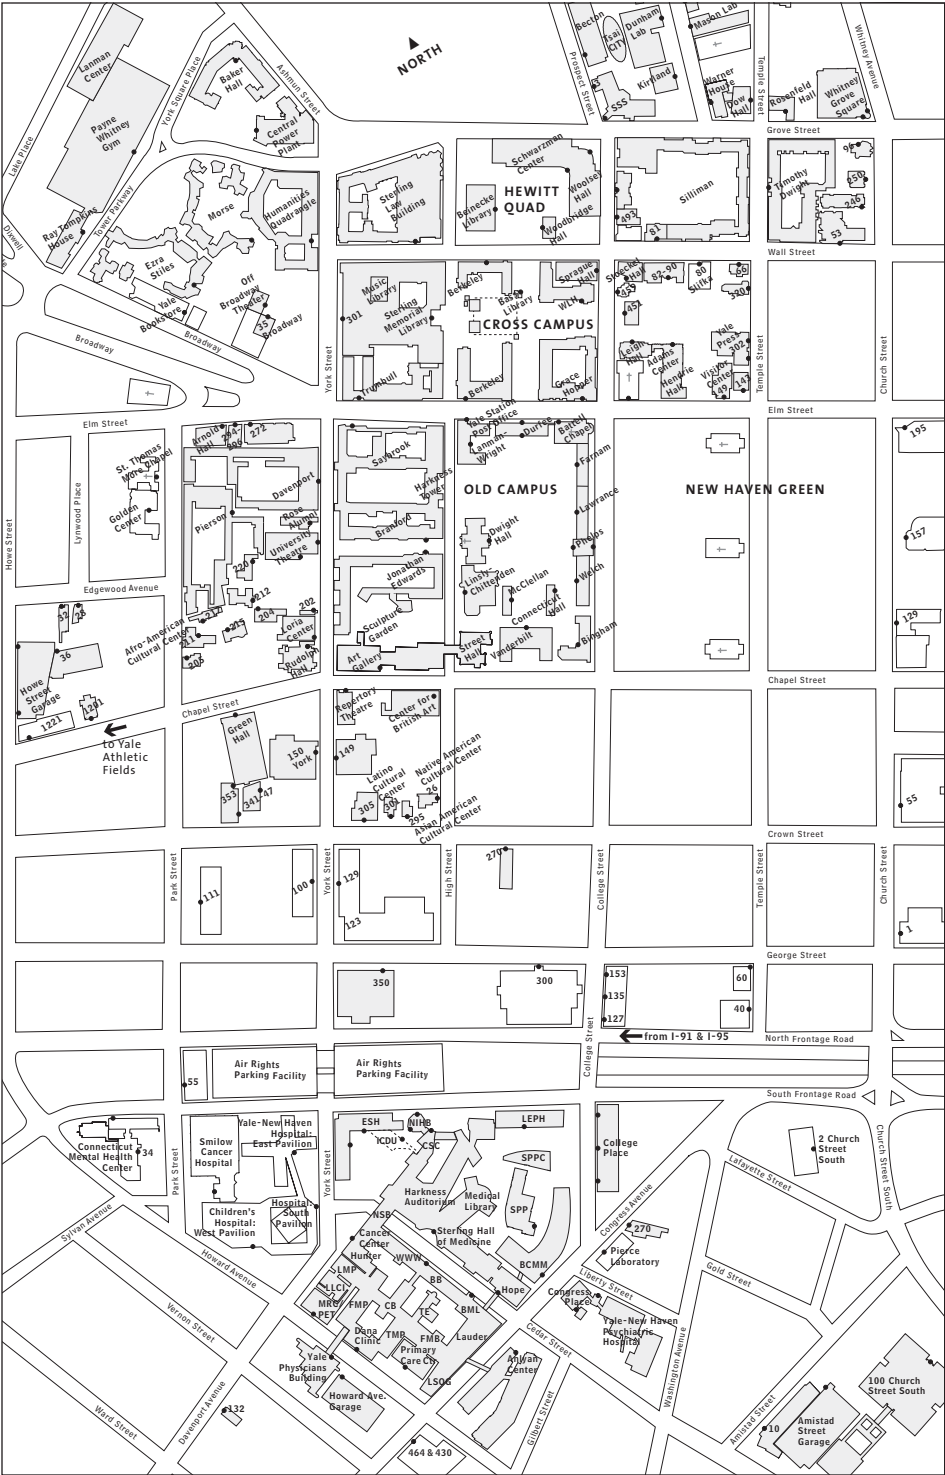 Lanman
Center
Payne
Whitney
Gym
York Square Place
Baker
Hall
Ashmun Street
Central
Power
Plant
NORTH
Becton
Tsai
CITY
Dunham
Lab
Mason Lab
Prospect Street
Kirtland
SSS
Warner
House
Dow
Hall
Temple Street
Rosenfeld
Hall
Whitney
Grove
Square
Whitney Avenue
Grove Street
Lake Place
Ray Tompkins
House
Tower Parkway
Dixwell
Morse
Humanities
Quadrangle
Ezra
Stiles
Yale
Bookstore
Off
Broadway
Theater
35
Broadway
Broadway
Broadway
Sterling
Law
Building
Schwarzman
Center
HEWITT
QUAD
Beinecke
Library
Woolsey
Hall
Woodbridge
Hall
Silliman
493
81
Timothy
Dwight
250
246
53
Wall Street
Music
Library
301
Sterling
Memorial
Library
Berkeley
Bass
Library
Sprague
Hall
WLH
CROSS CAMPUS
Trumbull
Berkeley
Grace
Hopper
Stoeckel
Hall
82-90
80
Slifka
66
320
451
Yale
Press
302
Leigh
Hall
Adams
Center
Hendrie
Hall
Visitor
Center
149
143
York Street
Temple Street
Church Street
Elm Street
Elm Street
Howe Street
Lynwood Place
St. Thomas
More Chapel
Golden
Center
Arnold
Hall
294-
296
272
Davenport
Pierson
Rose
Alumni
University
Theatre
220
Saybrook
Harkness
Tower
Branford
Jonathan
Edwards
Sculpture
Garden
Art
Gallery
Street
Hall
Yale Station
Post Office
Lanman-
Wright
Durfee
Battell
Chapel
Farnam
OLD CAMPUS
Lawrance
Dwight
Hall
Phelps
Linsly-
Chittenden
McClellan
Welch
Connecticut
Hall
Vanderbilt
Bingham
NEW HAVEN GREEN
195
157
129
Edgewood Avenue
32
28
36
Howe
Street
Garage
1221
1201
Afro-American
Cultural Center
211
212
217
215
205
204
202
Loria
Center
Rudolph
Hall
to Yale
Athletic
Fields
Chapel Street
Chapel Street
Green
Hall
150
York
353
341-47
Repertory
Theatre
Center for
British Art
149
Latino
Cultural
Center
305
301
295
Native American
Cultural Center
26
Asian American
Cultural Center
55
Crown Street
Park Street
111
100
York Street
129
123
High Street
270
College Street
Temple Street
Church Street
1
George Street
350
300
153
135
127
60
40
from I-91 & I-95
North Frontage Road
College Street
55
Air Rights
Parking Facility
Air Rights
Parking Facility
South Frontage Road
Connecticut
Mental Health
Center
34
Park Street
Smilow
Cancer
Hospital
Yale-New Haven
Hospital:
East Pavilion
Children's
Hospital:
West Pavilion
Hospital:
South
Pavilion
York Street
ESH
NIHB
ICDU
CSC
LEPH
SPPC
SPP
Harkness
Auditorium
Medical
Library
Sterling Hall
of Medicine
BCMM
NSB
Cancer
Center
Hunter
WWW
BB
Hope
LMP
LLCI
MRC/
PET
FMP
CB
TE
BML
Dana
Clinic
TMP
FMB
Lauder
Primary
Care Ctr
LSOG
Yale
Physicians
Building
Howard Ave.
Garage
464 & 430
Anlyan
Center
College
Place
Congress Avenue
270
Pierce
Laboratory
Liberty Street
Congress
Place
Yale-New Haven
Psychiatric
Hospital
Cedar Street
Gilbert Street
Washington Avenue
Lafayette Street
2 Church
Street
South
Church Street South
Gold Street
Amistad Street
10
Amistad
Street
Garage
100 Church
Street South
Sylvan Avenue
Howard Avenue
Vernon Street
Ward Street
Davenport Avenue
132